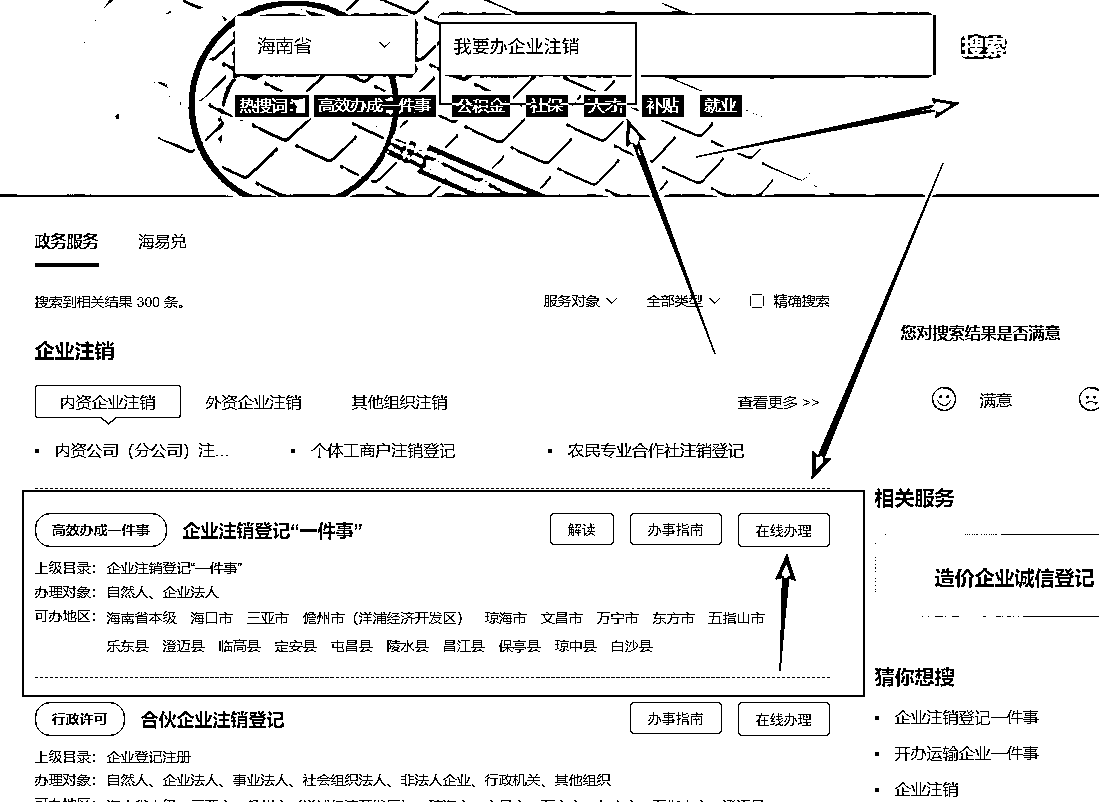 海南省
我要办企业注销
搜索
热搜词： 高效办成一件事 公积金 社保 人才 补贴 就业
政务服务 海易兑
搜索到相关结果 300 条。
服务对象 全部类型 精确搜索
您对搜索结果是否满意
企业注销
满意
内资企业注销 外资企业注销 其他组织注销 查看更多 >>
内资公司（分公司）注... 个体工商户注销登记 农民专业合作社注销登记
相关服务
高效办成一件事 企业注销登记“一件事” 解读 办事指南 在线办理
上级目录： 企业注销登记“一件事”
办理对象： 自然人、企业法人
可办地区： 海南省本级 海口市 三亚市 儋州市（洋浦经济开发区） 琼海市 文昌市 万宁市 东方市 五指山市
乐东县 澄迈县 临高县 定安县 屯昌县 陵水县 昌江县 保亭县 琼中县 白沙县
造价企业诚信登记
猜你想搜
行政许可 合伙企业注销登记 办事指南 在线办理
企业注销登记一件事
上级目录： 企业登记注册
开办运输企业一件事
办理对象： 自然人、企业法人、事业法人、社会组织法人、非法人企业、行政机关、其他组织
企业注销